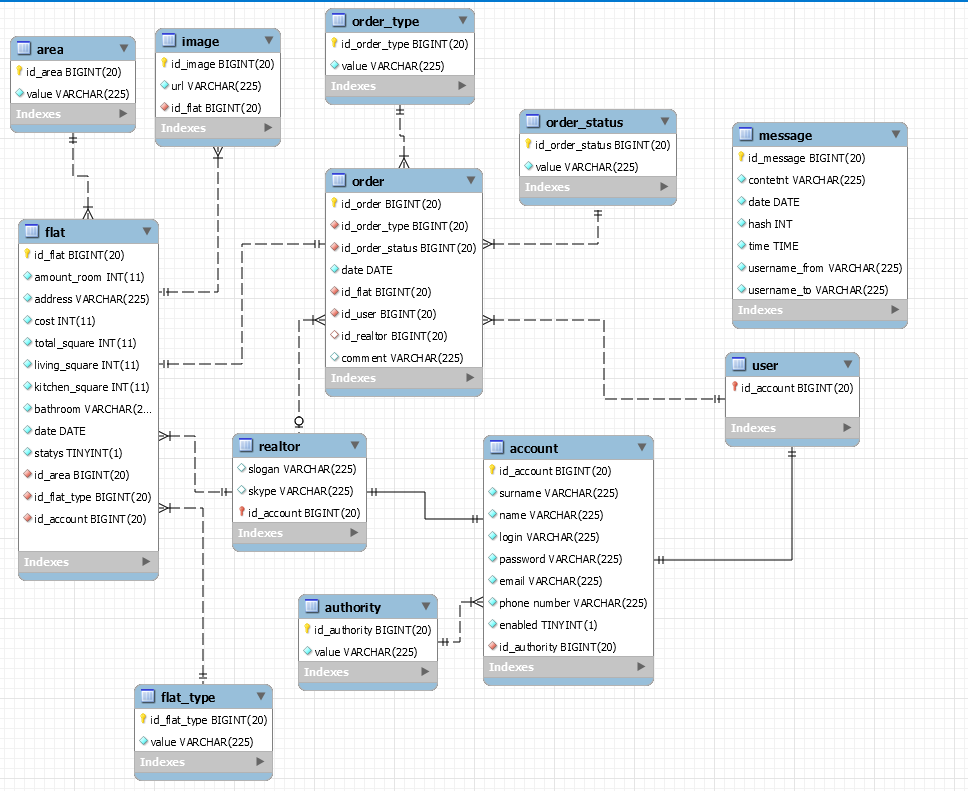 area
id_area BIGINT(20)
value VARCHAR(225)
Indexes
image
id_image BIGINT(20)
url VARCHAR(225)
id_flat BIGINT(20)
Indexes
order_type
id_order_type BIGINT(20)
value VARCHAR(225)
Indexes
order_status
id_order_status BIGINT(20)
value VARCHAR(225)
Indexes
message
id_message BIGINT(20)
contetnt VARCHAR(225)
date DATE
hash INT
time TIME
username_from VARCHAR(225)
username_to VARCHAR(225)
Indexes
order
id_order BIGINT(20)
id_order_type BIGINT(20)
id_order_status BIGINT(20)
date DATE
id_flat BIGINT(20)
id_user BIGINT(20)
id_realtor BIGINT(20)
comment VARCHAR(225)
Indexes
flat
id_flat BIGINT(20)
amount_room INT(11)
address VARCHAR(225)
cost INT(11)
total_square INT(11)
living_square INT(11)
kitchen_square INT(11)
bathroom VARCHAR(2...
date DATE
statys TINYINT(1)
id_area BIGINT(20)
id_flat_type BIGINT(20)
id_account BIGINT(20)
Indexes
user
id_account BIGINT(20)
Indexes
realtor
slogan VARCHAR(225)
skype VARCHAR(225)
id_account BIGINT(20)
Indexes
account
id_account BIGINT(20)
surname VARCHAR(225)
name VARCHAR(225)
login VARCHAR(225)
password VARCHAR(225)
email VARCHAR(225)
phone number VARCHAR(225)
enabled TINYINT(1)
id_authority BIGINT(20)
Indexes
authority
id_authority BIGINT(20)
value VARCHAR(225)
Indexes
flat_type
id_flat_type BIGINT(20)
value VARCHAR(225)
Indexes